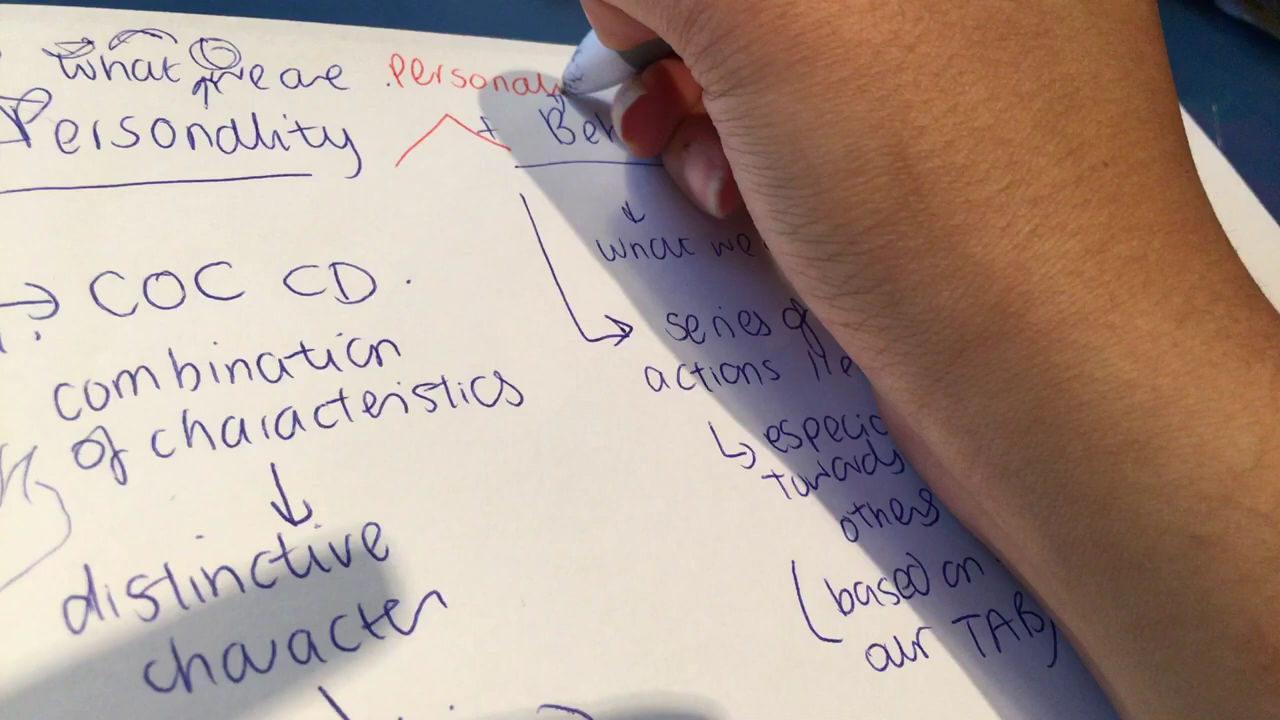 What we are
Personality
personal
+ Beh
what we
→ COC CD.
series of
actions
combination
of characteristics
↳
towards
others
distinctive
character
(based on
our TAB)